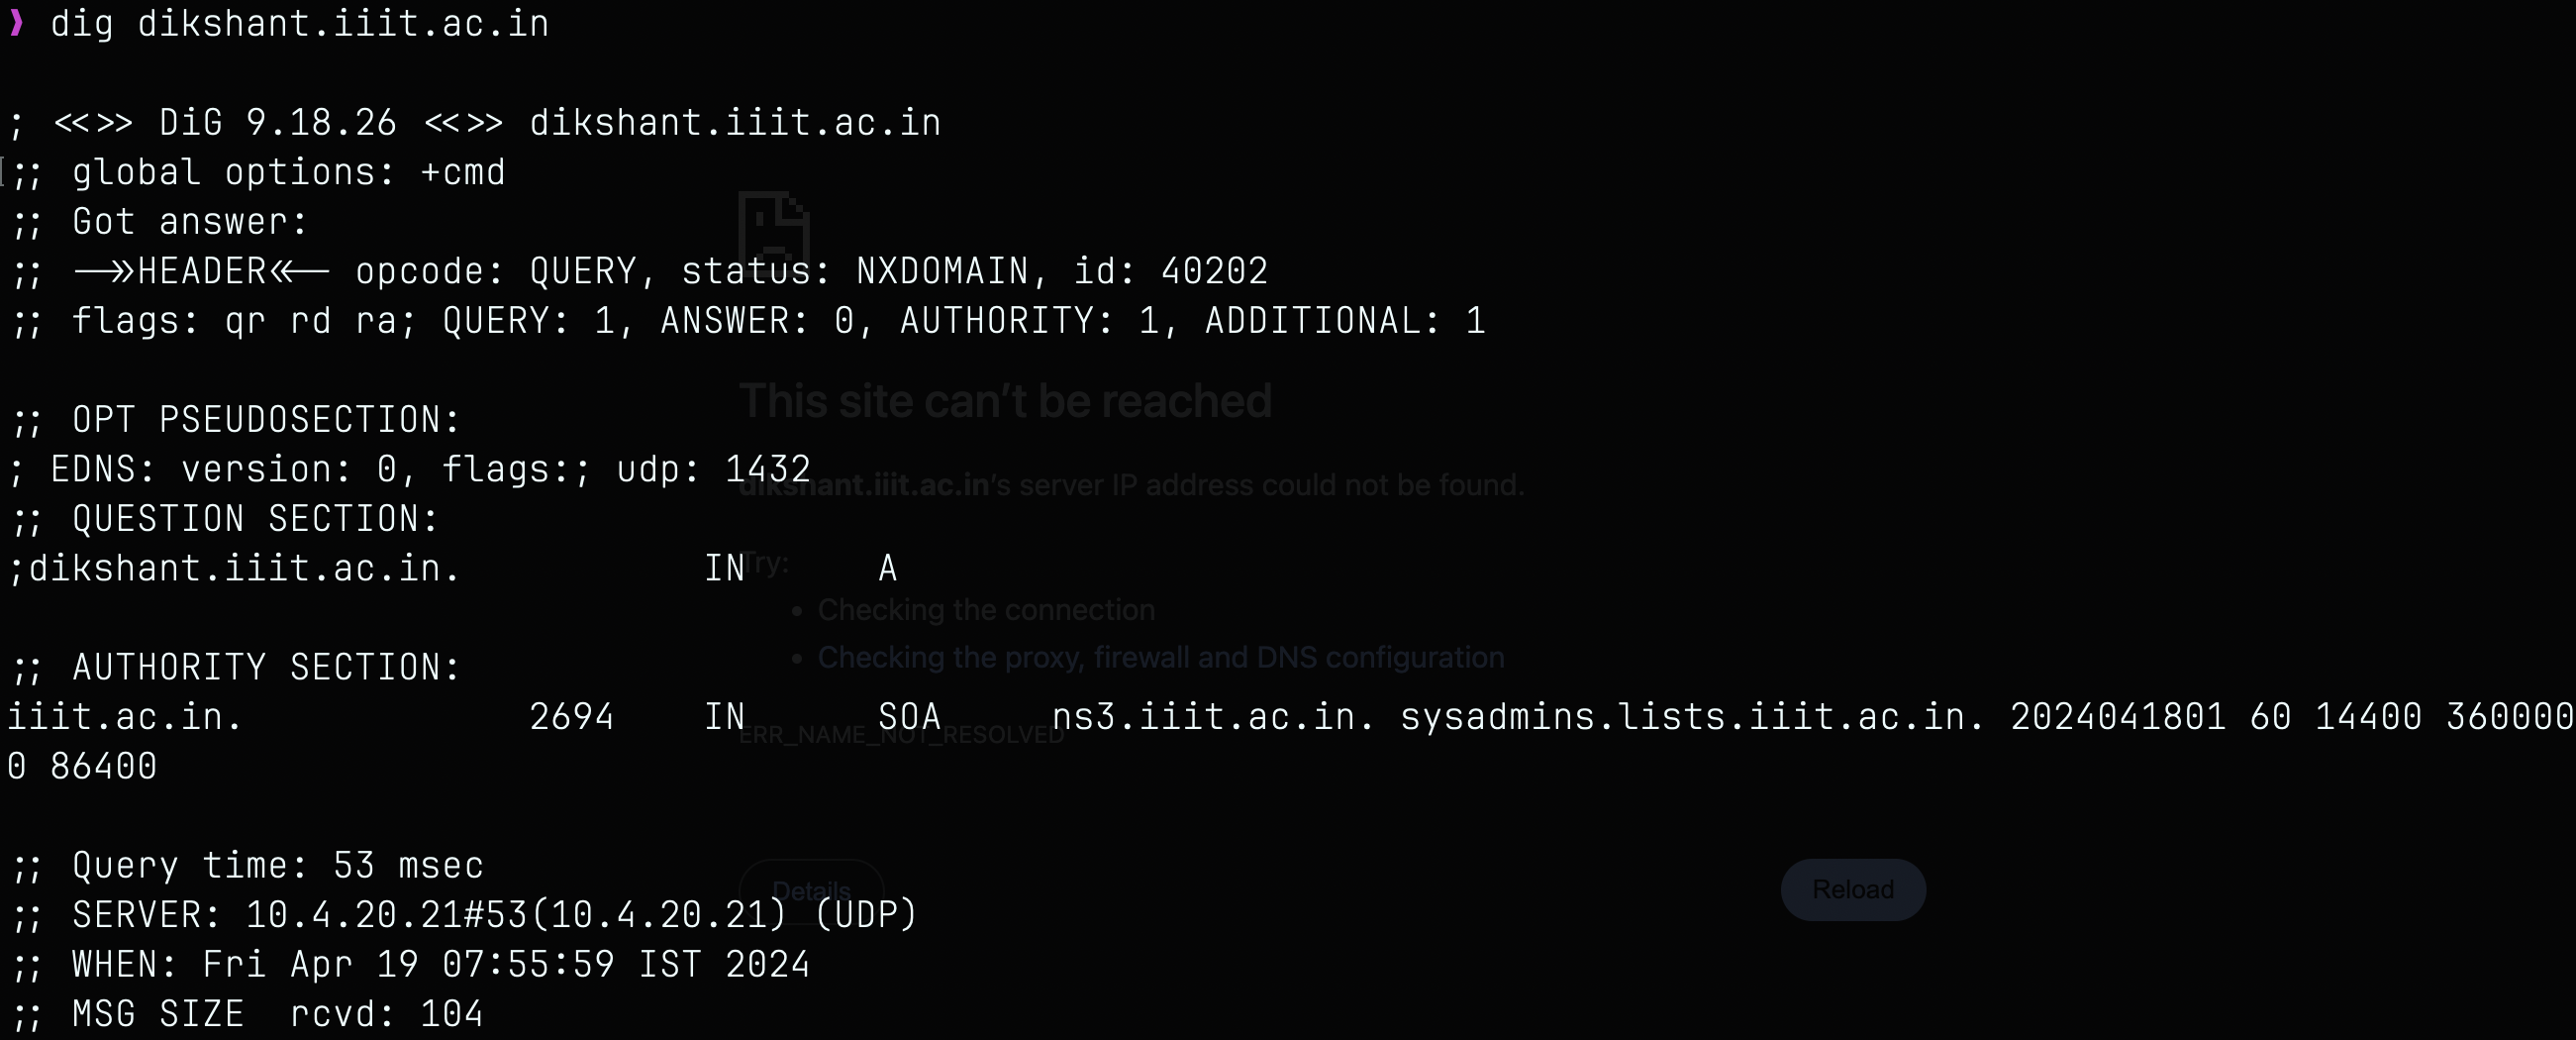 ❯ dig dikshant.iiit.ac.in
; <<>> DiG 9.18.26 <<>> dikshant.iiit.ac.in
;; global options: +cmd
;; Got answer:
;; ->>HEADER<<- opcode: QUERY, status: NXDOMAIN, id: 40202
;; flags: qr rd ra; QUERY: 1, ANSWER: 0, AUTHORITY: 1, ADDITIONAL: 1
;; OPT PSEUDOSECTION:
; EDNS: version: 0, flags:; udp: 1432
;; QUESTION SECTION:
;dikshant.iiit.ac.in. IN A
;; AUTHORITY SECTION:
iiit.ac.in. 2694 IN SOA ns3.iiit.ac.in. sysadmins.lists.iiit.ac.in. 2024041801 60 14400 360000
0 86400
;; Query time: 53 msec
;; SERVER: 10.4.20.21#53(10.4.20.21) (UDP)
;; WHEN: Fri Apr 19 07:55:59 IST 2024
;; MSG SIZE rcvd: 104
This site can't be reached
dikshant.iiit.ac.in's server IP address could not be found.
Try:
• Checking the connection
• Checking the proxy, firewall and DNS configuration
ERR_NAME_NOT_RESOLVED
Details
Reload